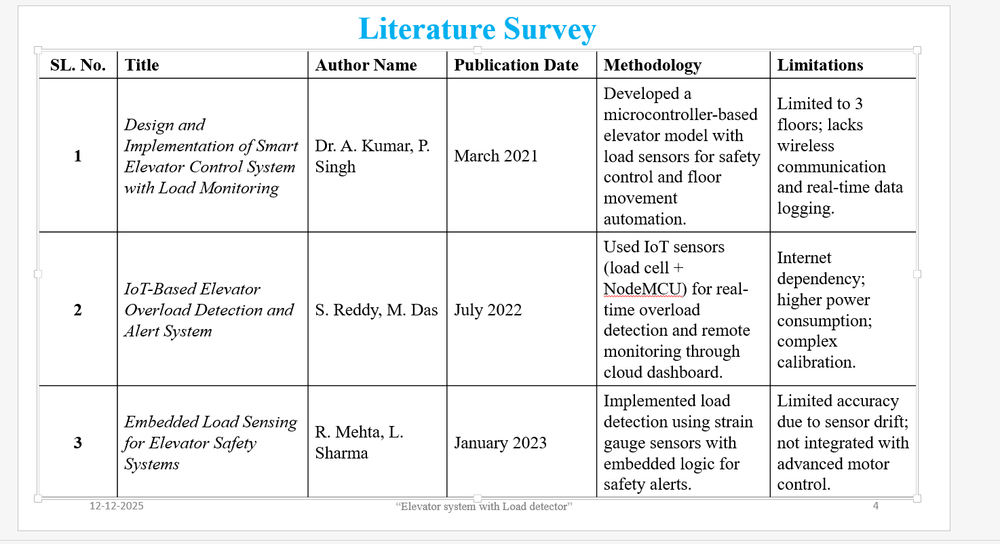 Literature Survey
SL. No.
Title
Author Name
Publication Date
Methodology
Limitations
1
Design and
Implementation of Smart
Elevator Control System
with Load Monitoring
Dr. A. Kumar, P.
Singh
March 2021
Developed a
microcontroller-based
elevator model with
load sensors for safety
control and floor
movement
automation.
Limited to 3
floors; lacks
wireless
communication
and real-time data
logging.
2
IoT-Based Elevator
Overload Detection and
Alert System
S. Reddy, M. Das
July 2022
Used IoT sensors
(load cell +
NodeMCU) for real-
time overload
detection and remote
monitoring through
cloud dashboard.
Internet
dependency;
higher power
consumption;
complex
calibration.
3
Embedded Load Sensing
for Elevator Safety
Systems
R. Mehta, L.
Sharma
January 2023
Implemented load
detection using strain
gauge sensors with
embedded logic for
safety alerts.
Limited accuracy
due to sensor drift;
not integrated with
advanced motor
control.
12-12-2025
“Elevator system with Load detector”
4